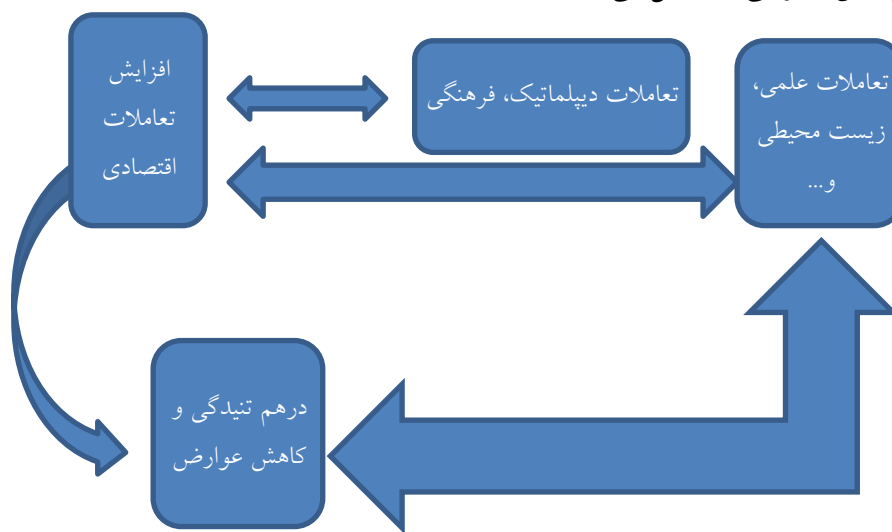 تعاملات علمی،
زیست محیطی
و...
تعاملات دیپلماتیک، فرهنگی
افزایش
تعاملات
اقتصادی
درهم تنیدگی و
کاهش عوارض